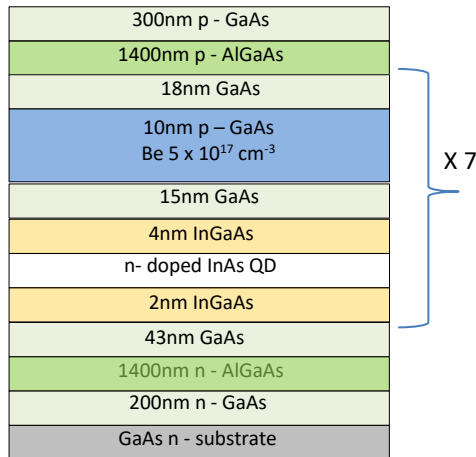 300nm p - GaAs
1400nm p - AlGaAs
18nm GaAs
10nm p – GaAs
Be 5 x 10¹⁷ cm⁻³
X 7
15nm GaAs
4nm InGaAs
n- doped InAs QD
2nm InGaAs
43nm GaAs
1400nm n - AlGaAs
200nm n - GaAs
GaAs n - substrate